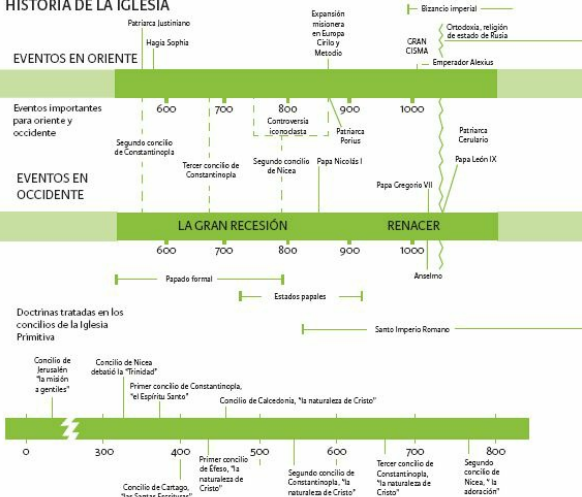 HISTORIA DE LA IGLESIA
Bizancio imperial
Patriarca Justiniano
Hagia Sophia
Expansión
misionera
en Europa
Cirilo y
Metodio
GRAN
CISMA
Ortodoxia, religión
de estado de Rusia
Emperador Alexius
EVENTOS EN ORIENTE
600 700 800 900 1000
Eventos importantes
para oriente y
occidente
Controversia
iconoclasta
Patriarca
Porius
Patriarca
Cerulario
Segundo concilio
de Constantinopla
Tercer concilio de
Constantinopla
Segundo concilio
de Nicea
Papa Nicolás I
Papa León IX
Papa Gregorio VII
EVENTOS EN
OCCIDENTE
LA GRAN RECESIÓN RENACER
600 700 800 900 1000
Anselmo
Papado formal
Estados papales
Santo Imperio Romano
Doctrinas tratadas en los
concilios de la Iglesia
Primitiva
Concilio de
Jerusalén
"la misión
a gentiles"
Concilio de Nicea
debatió la "Trinidad"
Primer concilio de Constantinopla,
"el Espíritu Santo"
Concilio de Calcedonia, "la naturaleza de Cristo"
0 300 400 500 600 700 800
Concilio de Cartago,
"las Santas Escrituras"
Primer concilio
de Éfeso, "la
naturaleza de
Cristo"
Segundo concilio de
Constantinopla, "la
naturaleza de Cristo"
Tercer concilio de
Constantinopla,
"la naturaleza de
Cristo"
Segundo
concilio de
Nicea, "la
adoración"